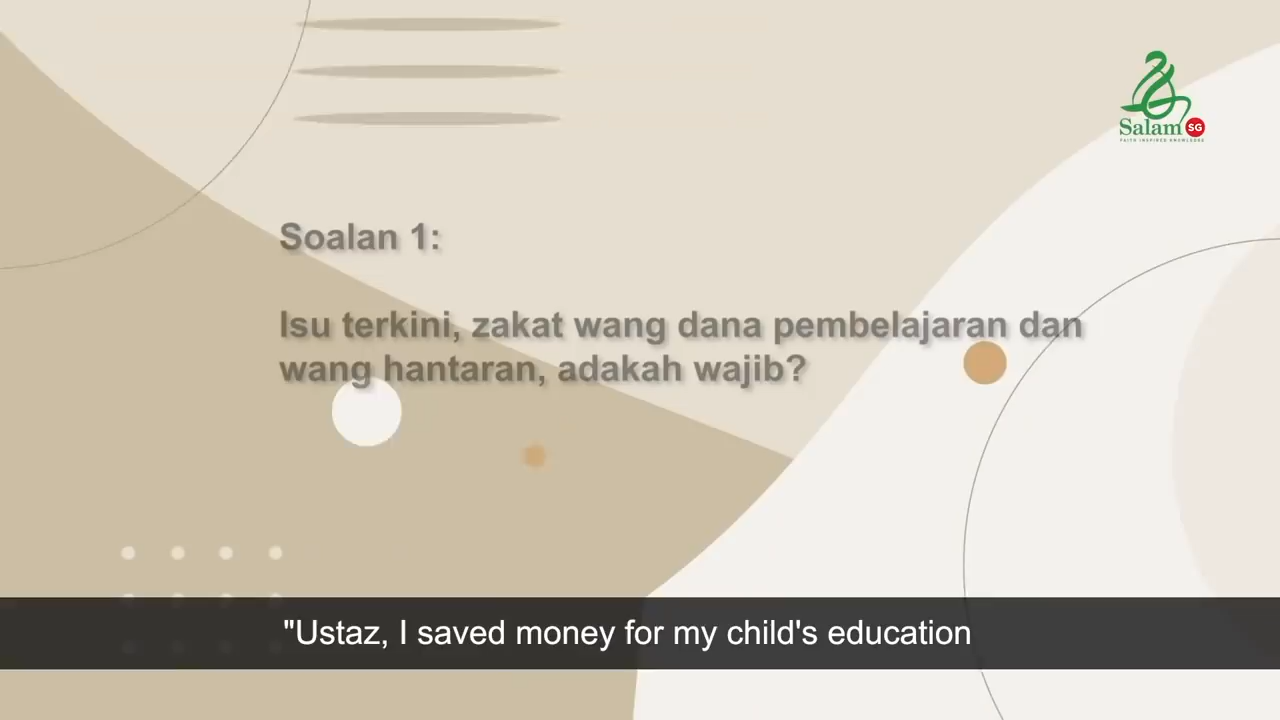 Salam SG
FAITH INSPIRED KNOWLEDGE
Soalan 1:
Isu terkini, zakat wang dana pembelajaran dan
wang hantaran, adakah wajib?
"Ustaz, I saved money for my child's education